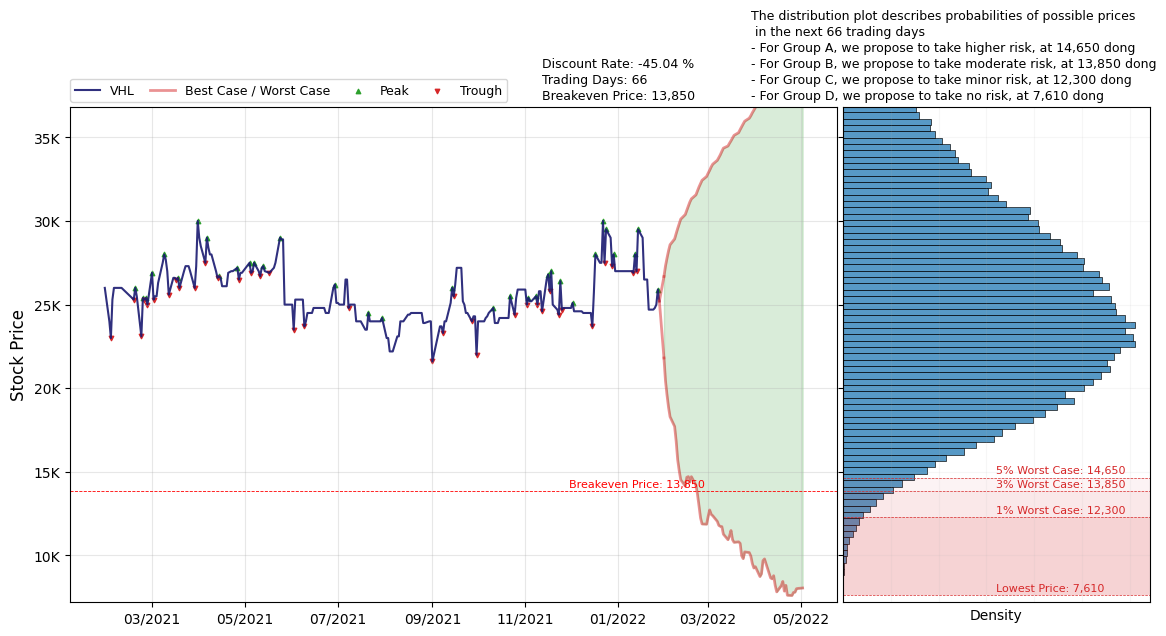 The distribution plot describes probabilities of possible prices
in the next 66 trading days
- For Group A, we propose to take higher risk, at 14,650 dong
- For Group B, we propose to take moderate risk, at 13,850 dong
- For Group C, we propose to take minor risk, at 12,300 dong
- For Group D, we propose to take no risk, at 7,610 dong
Discount Rate: -45.04 %
Trading Days: 66
Breakeven Price: 13,850
VHL
Best Case / Worst Case
Peak
Trough
Stock Price
35K
30K
25K
20K
15K
10K
Breakeven Price: 13,850
5% Worst Case: 14,650
3% Worst Case: 13,850
1% Worst Case: 12,300
Lowest Price: 7,610
03/2021
05/2021
07/2021
09/2021
11/2021
01/2022
03/2022
05/2022
Density